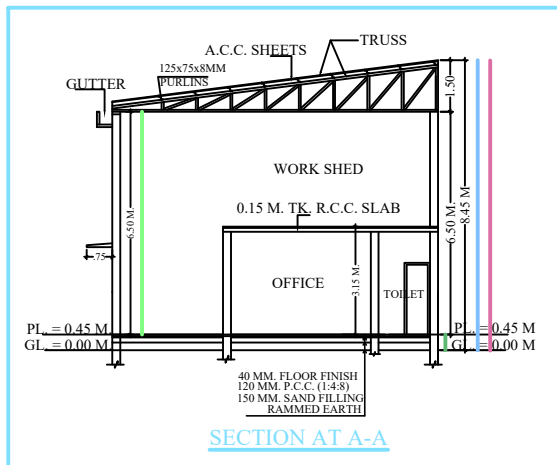 A.C.C. SHEETS
TRUSS
125x75x8MM
PURLINS
GUTTER
1.50
WORK SHED
6.50 M.
0.15 M. TK. R.C.C. SLAB
6.50 M.
8.45 M
.75
OFFICE
3.15 M.
TOILET
PL. = 0.45 M
PL. = 0.45 M
GL. = 0.00 M
GL. = 0.00 M
40 MM. FLOOR FINISH
120 MM. P.C.C. (1:4:8)
150 MM. SAND FILLING
RAMMED EARTH
SECTION AT A-A